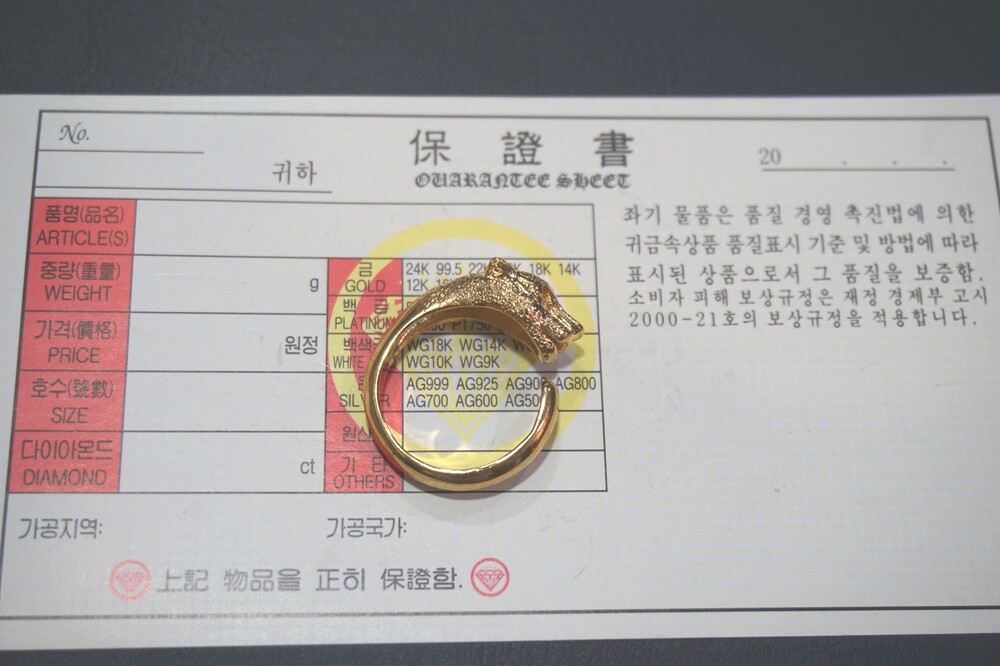 No.
귀하
保證書
QUARANTEE SHEET
20 . . .
품명(品名)
ARTICLE(S)
중량(重量)
WEIGHT
g
가격(價格)
PRICE
원정
호수(號數)
SIZE
다이아몬드
DIAMOND
ct
금
GOLD
24K 99.5 18K 14K
12K
백금
PLATINUM
WHITE
WG18K WG14K
WG10K WG9K
SILVER
AG999 AG925 AG800
AG700 AG600
기타
OTHERS
좌기 물품은 품질 경영 촉진법에 의한
귀금속상품 품질표시 기준 및 방법에 따라
표시된 상품으로서 그 품질을 보증함.
소비자 피해 보상규정은 재정 경제부 고시
2000-21호의 보상규정을 적용합니다.
가공지역:
가공국가:
上記 物品을 正히 保證함.